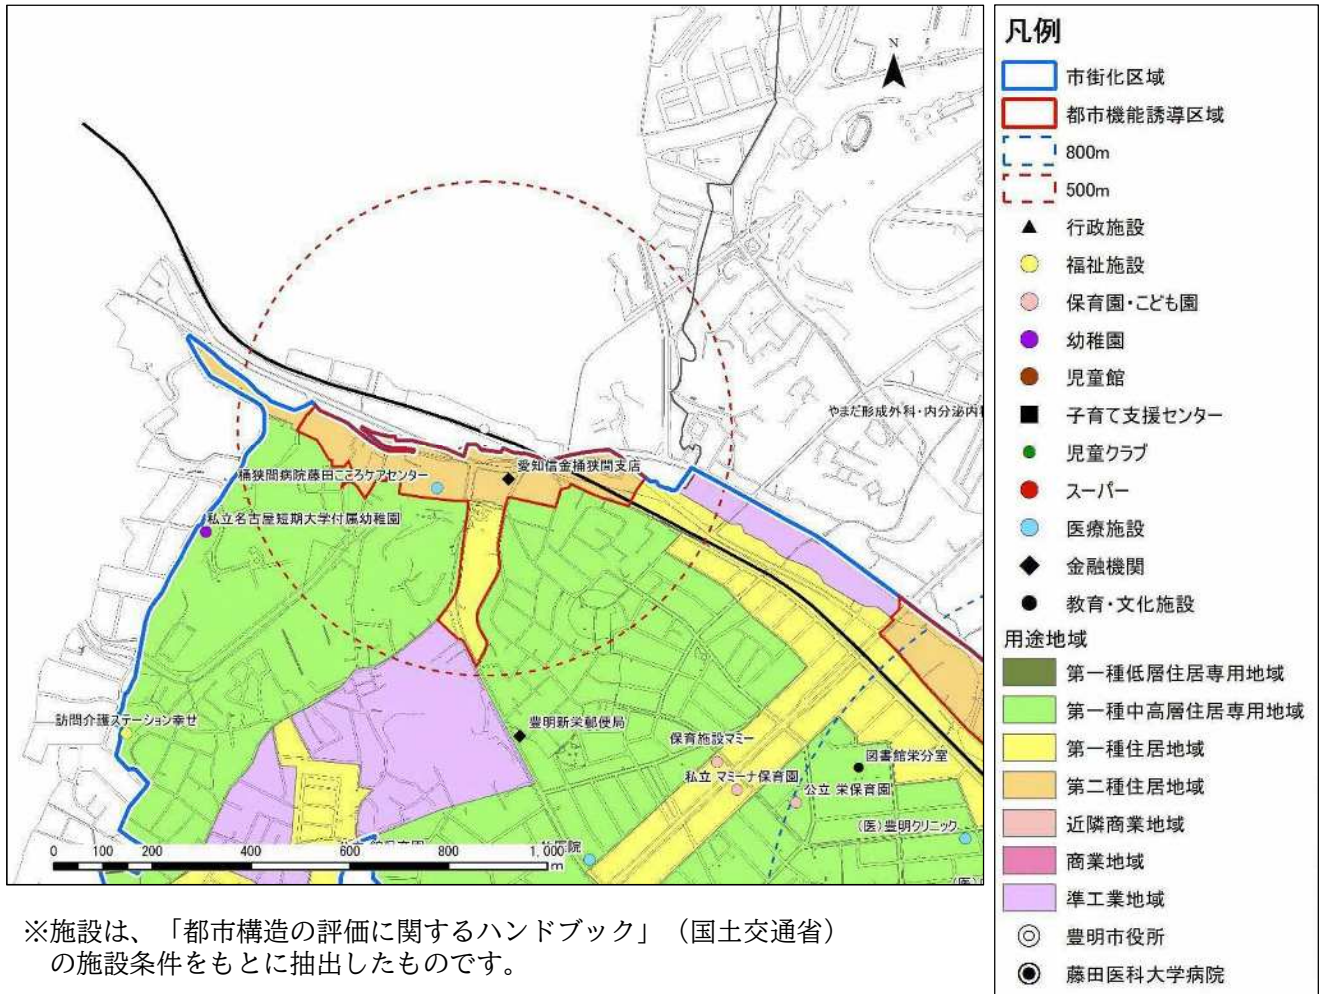 N
やまだ形成外科・内分泌内科
愛知信金桶狭間支店
桶狭間病院藤田こころケアセンター
私立名古屋短期大学付属幼稚園
訪問介護ステーション幸せ
豊明新栄郵便局
保育施設マミー
図書館栄分室
私立 マミーナ保育園
公立 栄保育園
(医)豊明クリニック
0 100 200 400 600 800 1,000
m
凡例
市街化区域
都市機能誘導区域
800m
500m
行政施設
福祉施設
保育園・こども園
幼稚園
児童館
子育て支援センター
児童クラブ
スーパー
医療施設
金融機関
教育・文化施設
用途地域
第一種低層住居専用地域
第一種中高層住居専用地域
第一種住居地域
第二種住居地域
近隣商業地域
商業地域
準工業地域
豊明市役所
藤田医科大学病院
※施設は、「都市構造の評価に関するハンドブック」（国土交通省）
の施設条件をもとに抽出したものです。